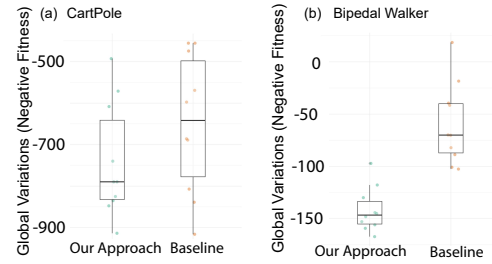 (a) CartPole
Global Variations (Negative Fitness)
-500
-700
-900
Our Approach Baseline
(b) Bipedal Walker
Global Variations (Negative Fitness)
0
-50
-100
-150
Our Approach Baseline